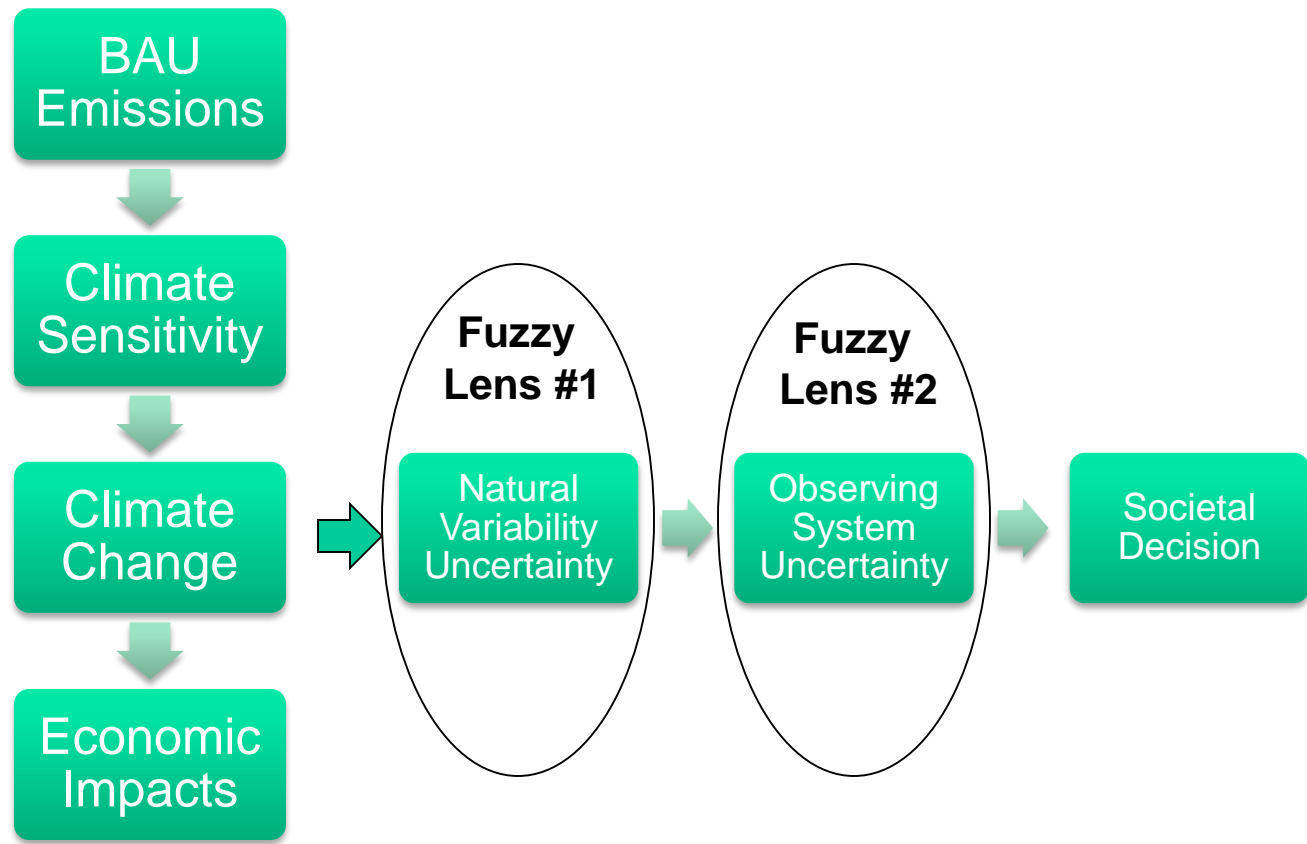 BAU
Emissions
Climate
Sensitivity
Climate
Change
Economic
Impacts
Fuzzy
Lens #1
Natural
Variability
Uncertainty
Fuzzy
Lens #2
Observing
System
Uncertainty
Societal
Decision